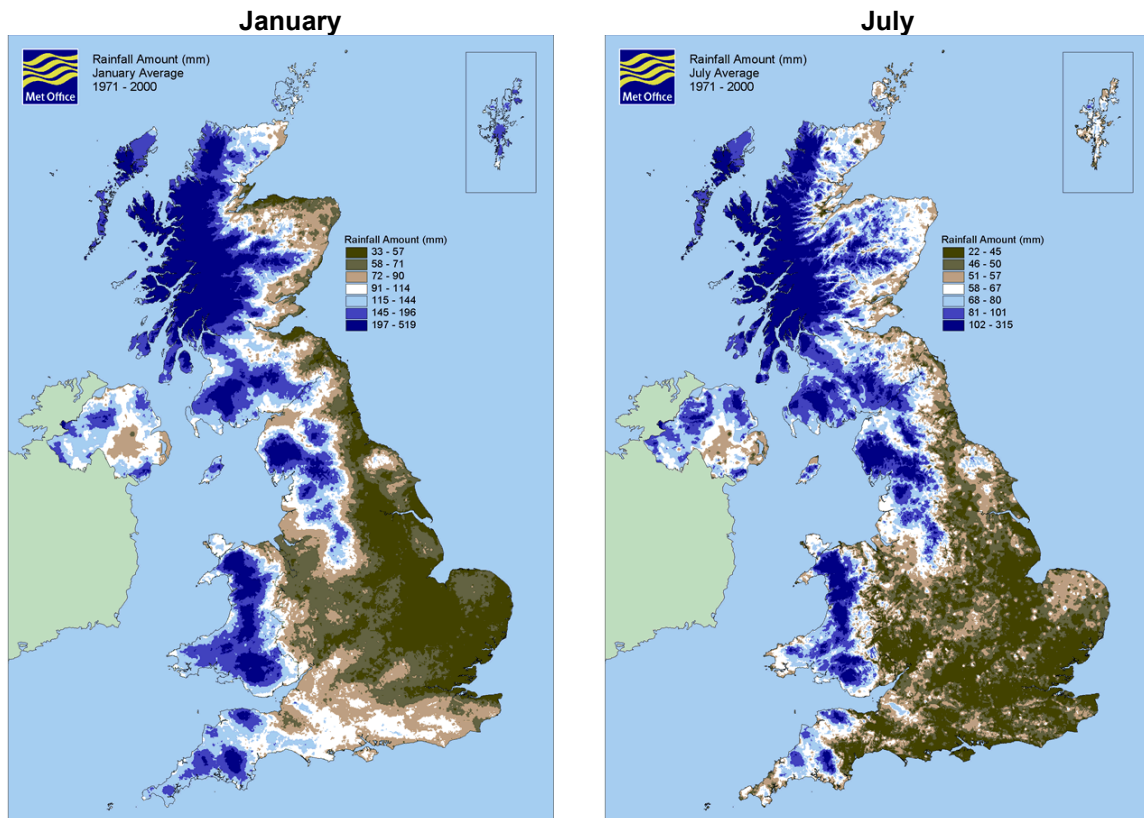 January
July
Met Office
Rainfall Amount (mm)
January Average
1971 - 2000
Rainfall Amount (mm)
33 - 57
58 - 71
72 - 90
91 - 114
115 - 144
145 - 196
197 - 519
Met Office
Rainfall Amount (mm)
July Average
1971 - 2000
Rainfall Amount (mm)
22 - 45
46 - 50
51 - 57
58 - 67
68 - 80
81 - 101
102 - 315